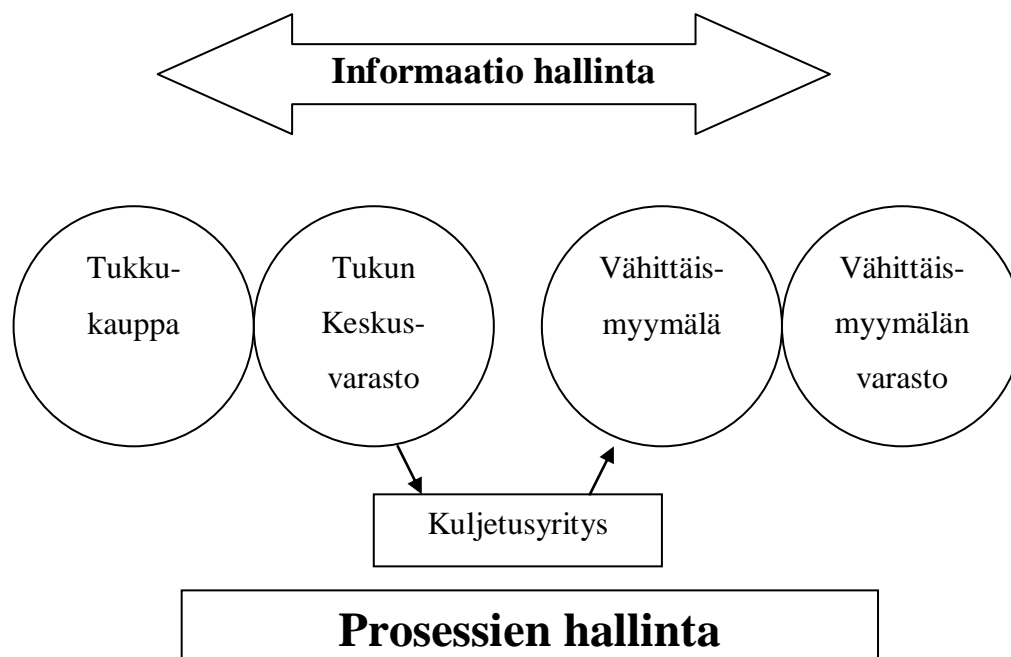 Informaatio hallinta
Tukku-
kauppa
Tukun
Keskus-
varasto
Vähittäis-
myymälä
Vähittäis-
myymälän
varasto
Kuljetusyritys
Prosessien hallinta